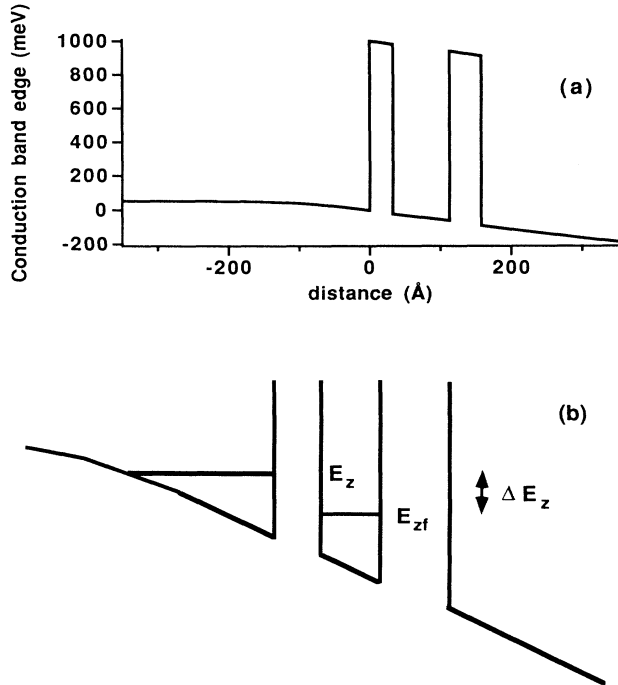 Conduction band edge (meV)
1000
800
600
400
200
0
-200
(a)
-200
0
200
distance (Å)
(b)
E_z
E_zf
Δ E_z